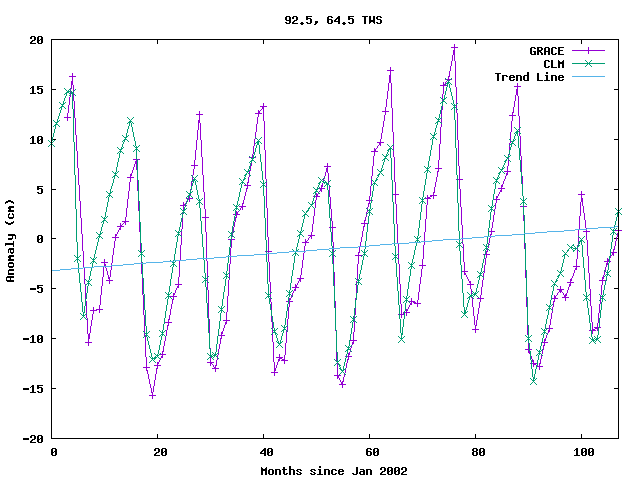 92.5, 64.5 TWS
GRACE
CLM
Trend Line
20
15
10
5
0
-5
-10
-15
-20
Anomaly (cm)
0 20 40 60 80 100
Months since Jan 2002